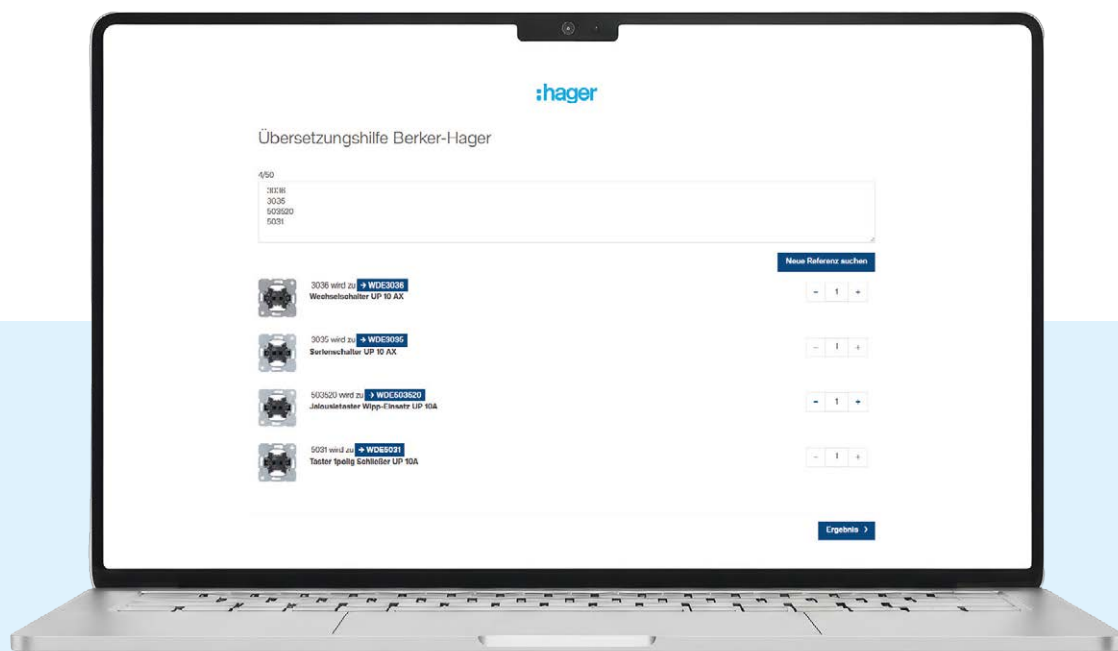 :hager
Übersetzungshilfe Berker-Hager
4/50
3036
3035
503520
5031
Neue Referenz suchen
3036 wird zu → WDE3036
Wechselschalter UP 10 AX
- 1 +
3035 wird zu → WDE3035
Serienschalter UP 10 AX
- 1 +
503520 wird zu → WDE503520
Jalousietaster Wipp-Einsatz UP 10A
- 1 +
5031 wird zu → WDE5031
Taster 1polig Schließer UP 10A
- 1 +
Ergebnis >